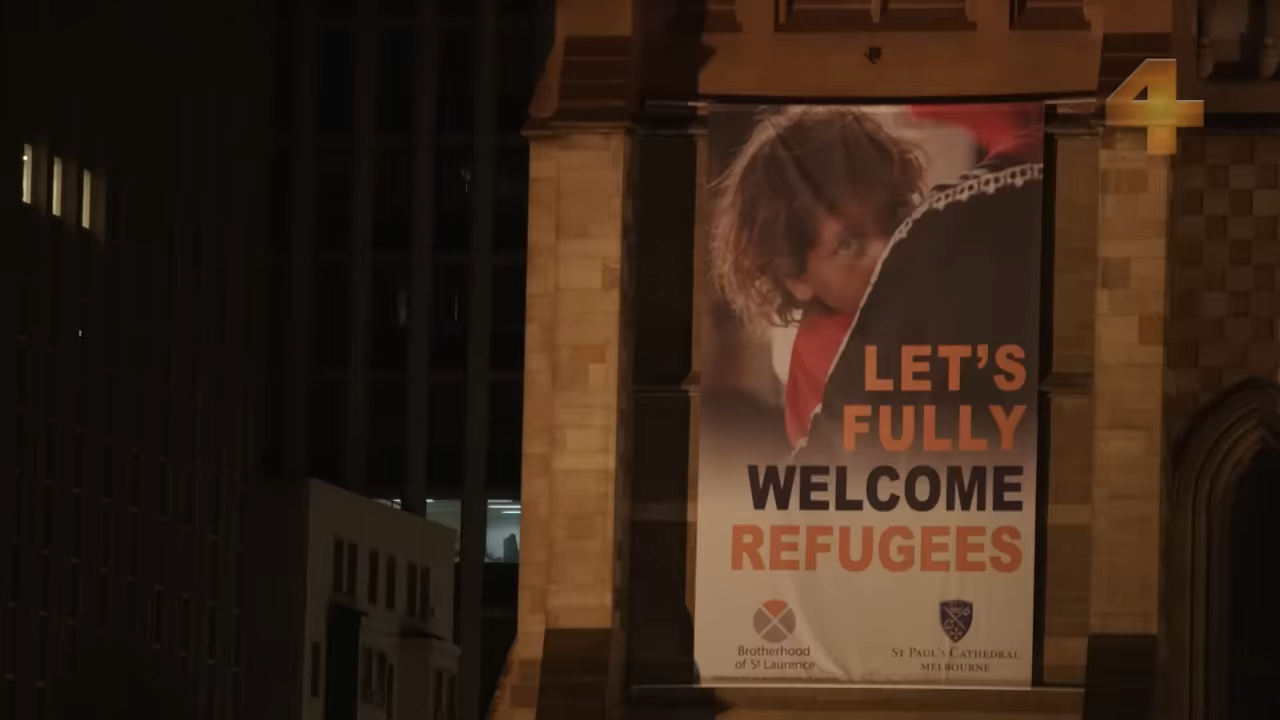 4
LET'S
FULLY
WELCOME
REFUGEES
Brotherhood
of St Laurence
ST PAUL'S CATHEDRAL
MELBOURNE